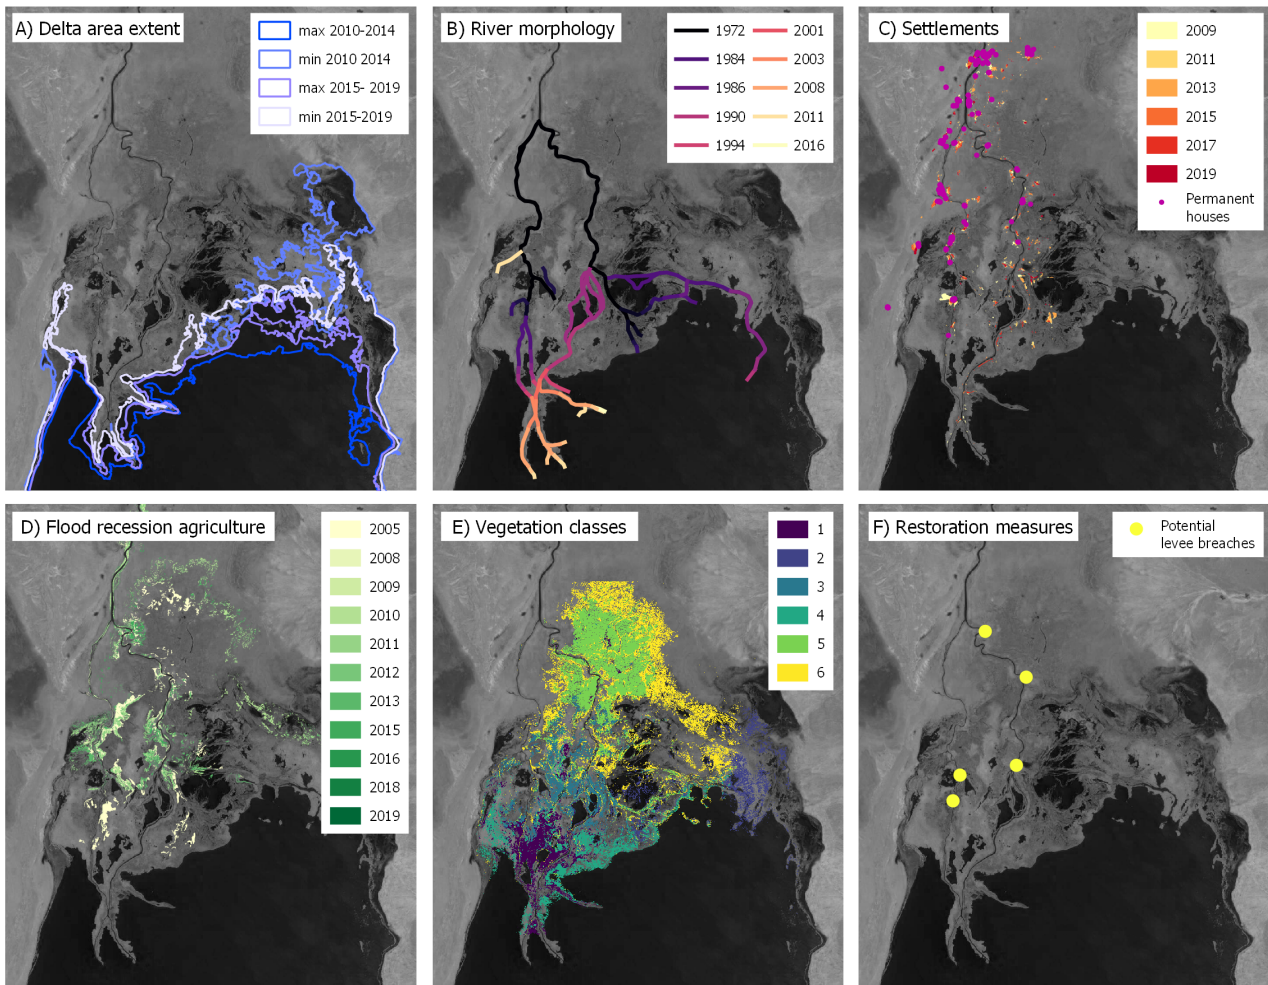 A) Delta area extent
max 2010-2014
min 2010 2014
max 2015- 2019
min 2015-2019
B) River morphology
1972
1984
1986
1990
1994
2001
2003
2008
2011
2016
C) Settlements
2009
2011
2013
2015
2017
2019
Permanent
houses
D) Flood recession agriculture
2005
2008
2009
2010
2011
2012
2013
2015
2016
2018
2019
E) Vegetation classes
1
2
3
4
5
6
F) Restoration measures
Potential
levee breaches